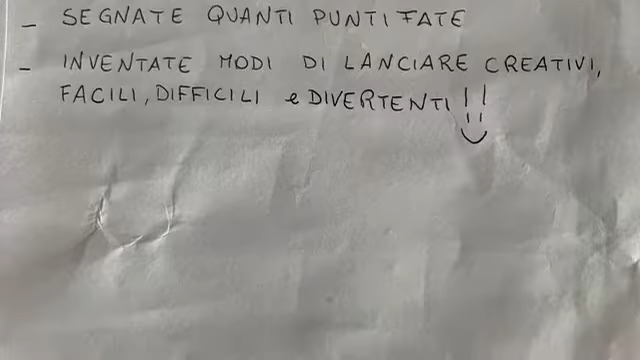 - SEGNATE QUANTI PUNTI FATE
- INVENTATE MODI DI LANCIARE CREATIVI,
FACILI, DIFFICILI e DIVERTENTI!!